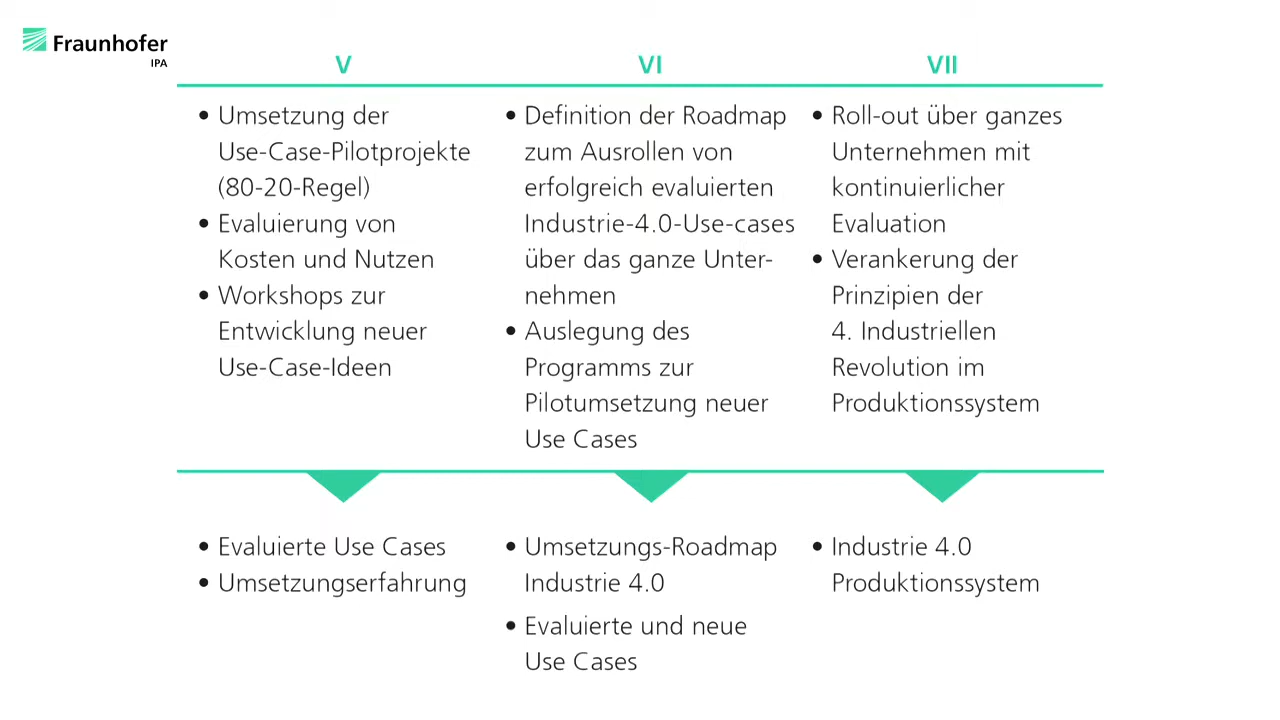 Fraunhofer
IPA
V
VI
VII
• Umsetzung der
Use-Case-Pilotprojekte
(80-20-Regel)
• Evaluierung von
Kosten und Nutzen
• Workshops zur
Entwicklung neuer
Use-Case-Ideen
• Definition der Roadmap
zum Ausrollen von
erfolgreich evaluierten
Industrie-4.0-Use-cases
über das ganze Unter-
nehmen
• Auslegung des
Programms zur
Pilotumsetzung neuer
Use Cases
• Roll-out über ganzes
Unternehmen mit
kontinuierlicher
Evaluation
• Verankerung der
Prinzipien der
4. Industriellen
Revolution im
Produktionssystem
• Evaluierte Use Cases
• Umsetzungserfahrung
• Umsetzungs-Roadmap
Industrie 4.0
• Evaluierte und neue
Use Cases
• Industrie 4.0
Produktionssystem